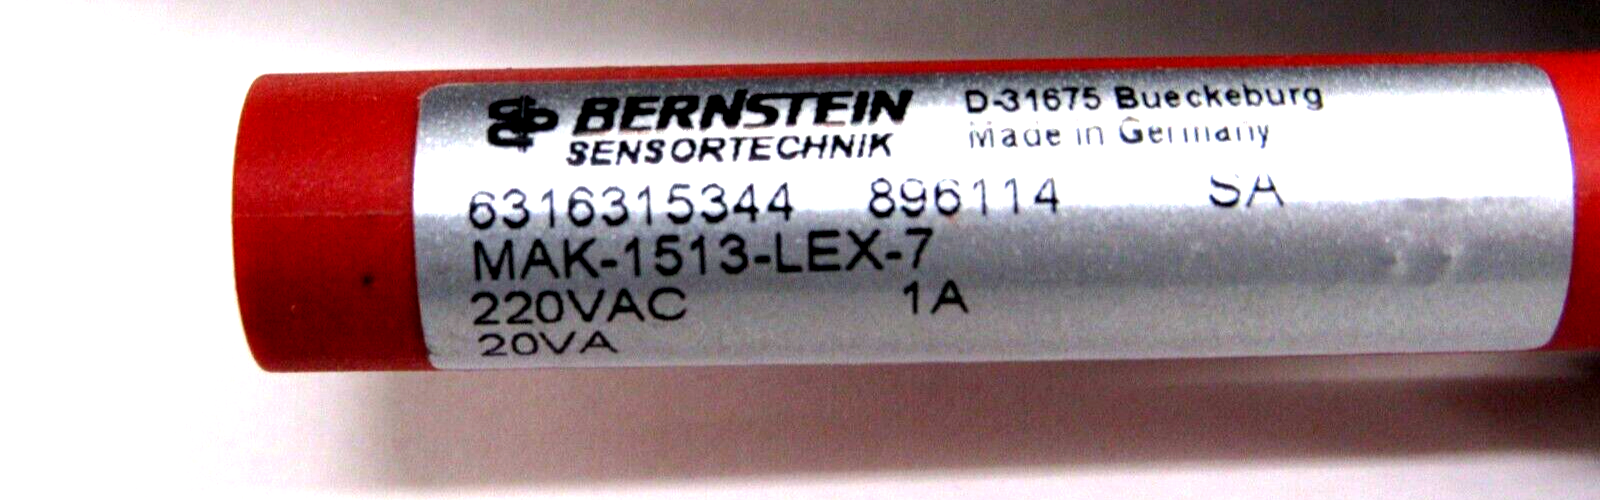 BERNSTEIN D-31675 Bueckeburg
SENSORTECHNIK Made in Germany
6316315344 896114 SA
MAK-1513-LEX-7
220VAC 1A
20VA